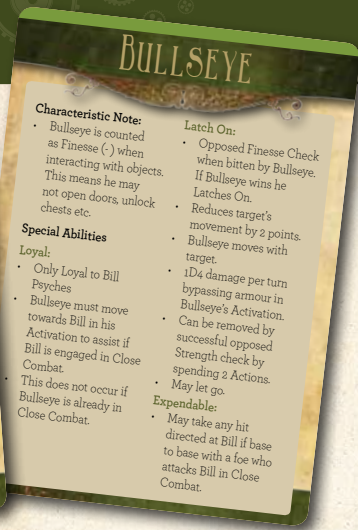 BULLSEYE
Characteristic Note:
• Bullseye is counted
as Finesse (-) when
interacting with objects.
This means he may
not open doors, unlock
chests etc.
Special Abilities
Loyal:
• Only Loyal to Bill
Psyches
• Bullseye must move
towards Bill in his
Activation to assist if
Bill is engaged in Close
Combat.
• This does not occur if
Bullseye is already in
Close Combat.
Latch On:
• Opposed Finesse Check
when bitten by Bullseye.
If Bullseye wins he
Latches On.
• Reduces target's
movement by 2 points.
• Bullseye moves with
target.
• 1D4 damage per turn
bypassing armour in
Bullseye's Activation.
• Can be removed by
successful opposed
Strength check by
spending 2 Actions.
• May let go.
Expendable:
• May take any hit
directed at Bill if base
to base with a foe who
attacks Bill in Close
Combat.